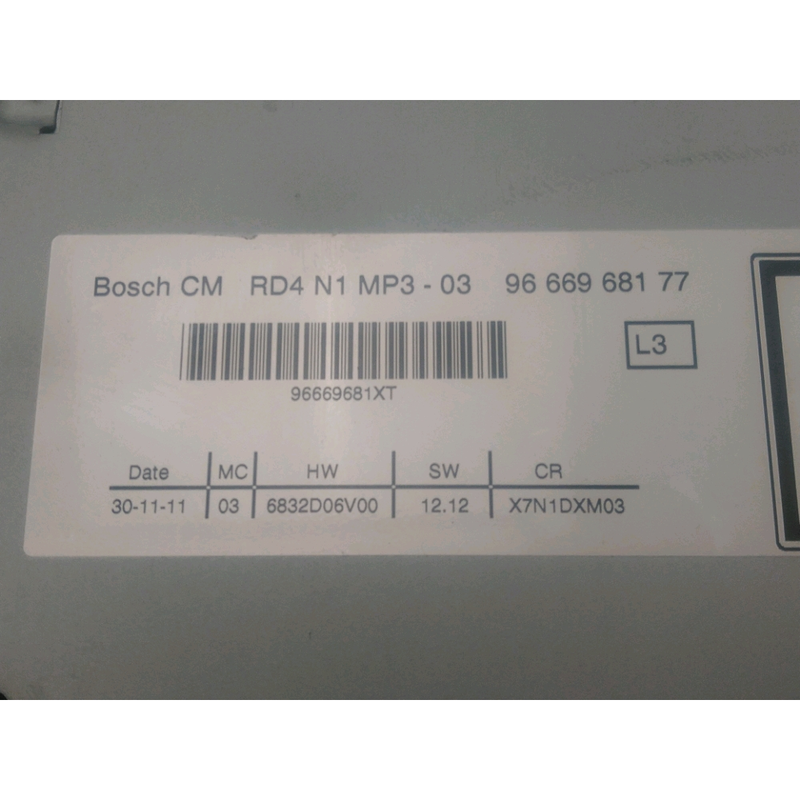 Bosch CM RD4 N1 MP3 - 03 96 669 681 77
L3
96669681XT
Date MC HW SW CR
30-11-11 03 6832D06V00 12.12 X7N1DXM03